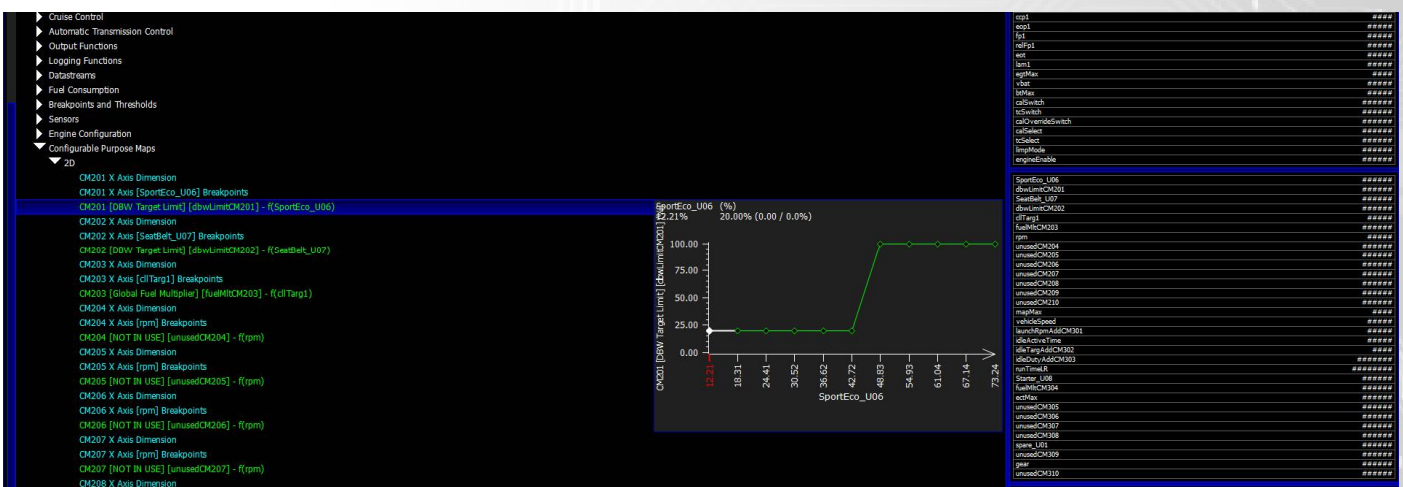 Cruise Control
Automatic Transmission Control
Output Functions
Logging Functions
Datastreams
Fuel Consumption
Breakpoints and Thresholds
Sensors
Engine Configuration
Configurable Purpose Maps
2D
CM201 X Axis Dimension
CM201 X Axis [SportEco_U06] Breakpoints
CM201 [DBW Target Limit] [dbwLimitCM201] - f(SportEco_U06)
CM202 X Axis Dimension
CM202 X Axis [SeatBelt_U07] Breakpoints
CM202 [DBW Target Limit] [dbwLimitCM202] - f(SeatBelt_U07)
CM203 X Axis Dimension
CM203 X Axis [cllTarg1] Breakpoints
CM203 [Global Fuel Multiplier] [fuelMltCM203] - f(cllTarg1)
CM204 X Axis Dimension
CM204 X Axis [rpm] Breakpoints
CM204 [NOT IN USE] [unusedCM204] - f(rpm)
CM205 X Axis Dimension
CM205 X Axis [rpm] Breakpoints
CM205 [NOT IN USE] [unusedCM205] - f(rpm)
CM206 X Axis Dimension
CM206 X Axis [rpm] Breakpoints
CM206 [NOT IN USE] [unusedCM206] - f(rpm)
CM207 X Axis Dimension
CM207 X Axis [rpm] Breakpoints
CM207 [NOT IN USE] [unusedCM207] - f(rpm)
CM208 X Axis Dimension
SportEco_U06 (%)
12.21% 20.00% (0.00 / 0.0%)
CM201 [DBW Target Limit] [dbwLimitCM201]
100.00
75.00
50.00
25.00
0.00
12.21 18.31 24.41 30.52 36.62 42.72 48.83 54.93 61.04 67.14 73.24
SportEco_U06
ccp1 ####
eop1 #####
fp1 #####
relFp1 #####
eot #####
lam1 #####
egtMax ####
vbat #####
btMax #####
calSwitch ######
tcSwitch ######
calOverrideSwitch ######
calSelect ######
tcSelect ######
limpMode ######
engineEnable ######
SportEco_U06 ######
dbwLimitCM201 ######
SeatBelt_U07 ######
dbwLimitCM202 ######
cllTarg1 #####
fuelMltCM203 ######
rpm #####
unusedCM204 ######
unusedCM205 ######
unusedCM206 ######
unusedCM207 ######
unusedCM208 ######
unusedCM209 ######
unusedCM210 ######
mapMax ####
vehicleSpeed #####
launchRpmAddCM301 #####
idleActiveTime #####
idleTargAddCM302 ####
idleDutyAddCM303 #######
runTimeLR ########
Starter_U08 ######
fuelMltCM304 ######
ectMax ######
unusedCM305 ######
unusedCM306 ######
unusedCM307 ######
unusedCM308 ######
spare_U01 ######
unusedCM309 ######
gear ######
unusedCM310 ######